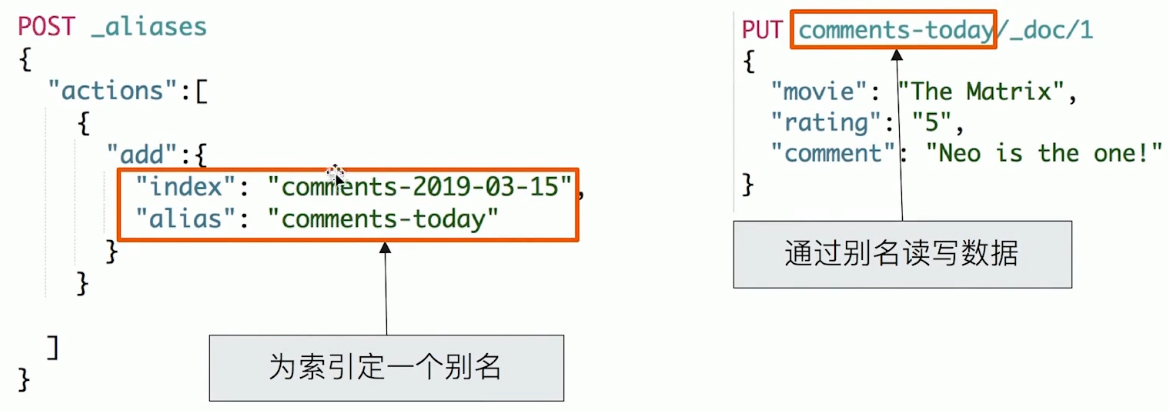 POST _aliases
{
"actions":[
{
"add":{
"index": "comments-2019-03-15",
"alias": "comments-today"
}
}
]
}
为索引定一个别名
PUT comments-today/_doc/1
{
"movie": "The Matrix",
"rating": "5",
"comment": "Neo is the one!"
}
通过别名读写数据